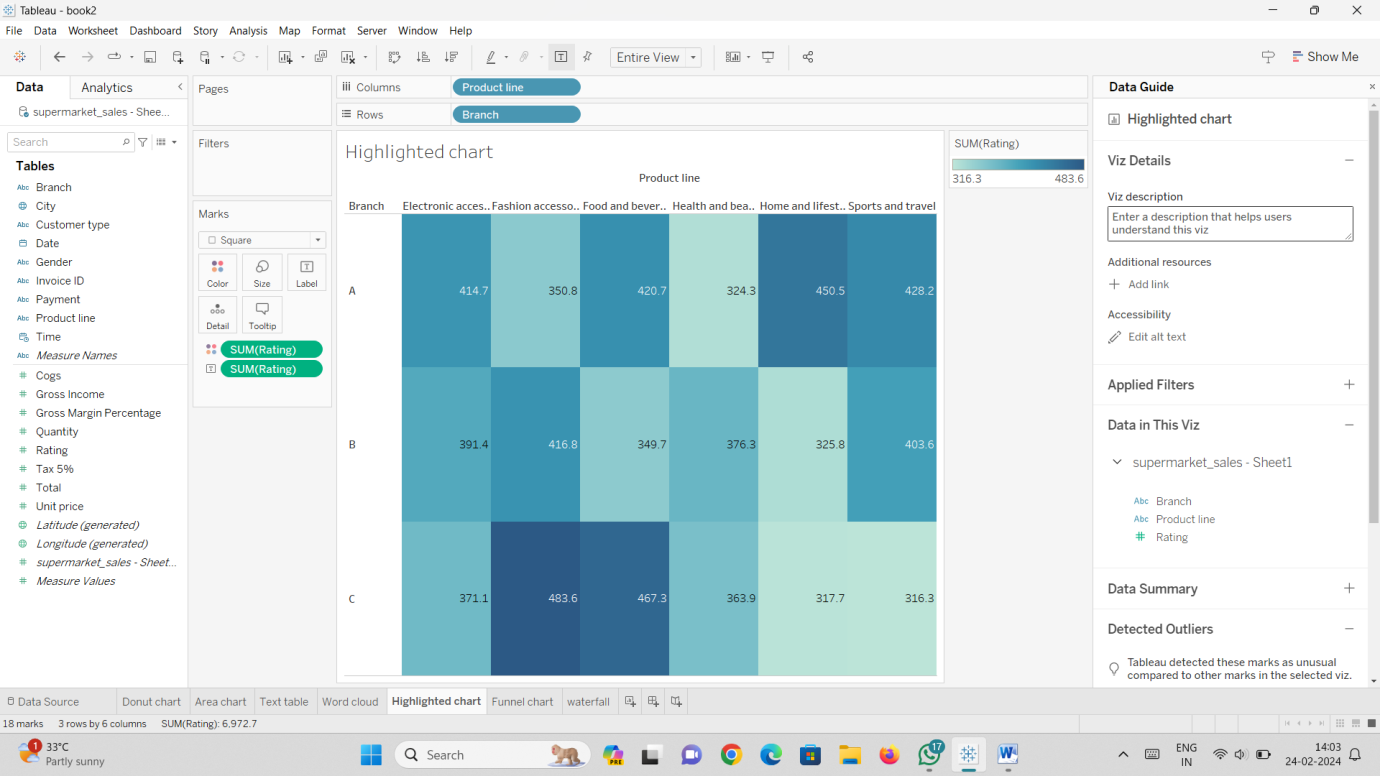 Tableau - book2
File Data Worksheet Dashboard Story Analysis Map Format Server Window Help
Entire View
Show Me
Data Analytics
supermarket_sales - Shee...
Search
Tables
Abc Branch
City
Abc Customer type
Date
Abc Gender
Abc Invoice ID
Abc Payment
Abc Product line
Time
Abc Measure Names
# Cogs
# Gross Income
# Gross Margin Percentage
# Quantity
# Rating
# Tax 5%
# Total
# Unit price
Latitude (generated)
Longitude (generated)
# supermarket_sales - Sheet...
# Measure Values
Pages
Filters
Marks
Square
Color Size Label
Detail Tooltip
SUM(Rating)
SUM(Rating)
Columns Product line
Rows Branch
Highlighted chart
Product line
Branch Electronic acces.. Fashion accesso.. Food and bever.. Health and bea.. Home and lifest.. Sports and travel
A 414.7 350.8 420.7 324.3 450.5 428.2
B 391.4 416.8 349.7 376.3 325.8 403.6
C 371.1 483.6 467.3 363.9 317.7 316.3
SUM(Rating)
316.3 483.6
Data Guide
Highlighted chart
Viz Details
Viz description
Enter a description that helps users
understand this viz
Additional resources
Add link
Accessibility
Edit alt text
Applied Filters
Data in This Viz
supermarket_sales - Sheet1
Abc Branch
Abc Product line
# Rating
Data Summary
Detected Outliers
Tableau detected these marks as unusual
compared to other marks in the selected viz.
Data Source Donut chart Area chart Text table Word cloud Highlighted chart Funnel chart waterfall
18 marks 3 rows by 6 columns SUM(Rating): 6,972.7
1
33°C
Partly sunny
Search
PRE
17
ENG
IN
14:03
24-02-2024